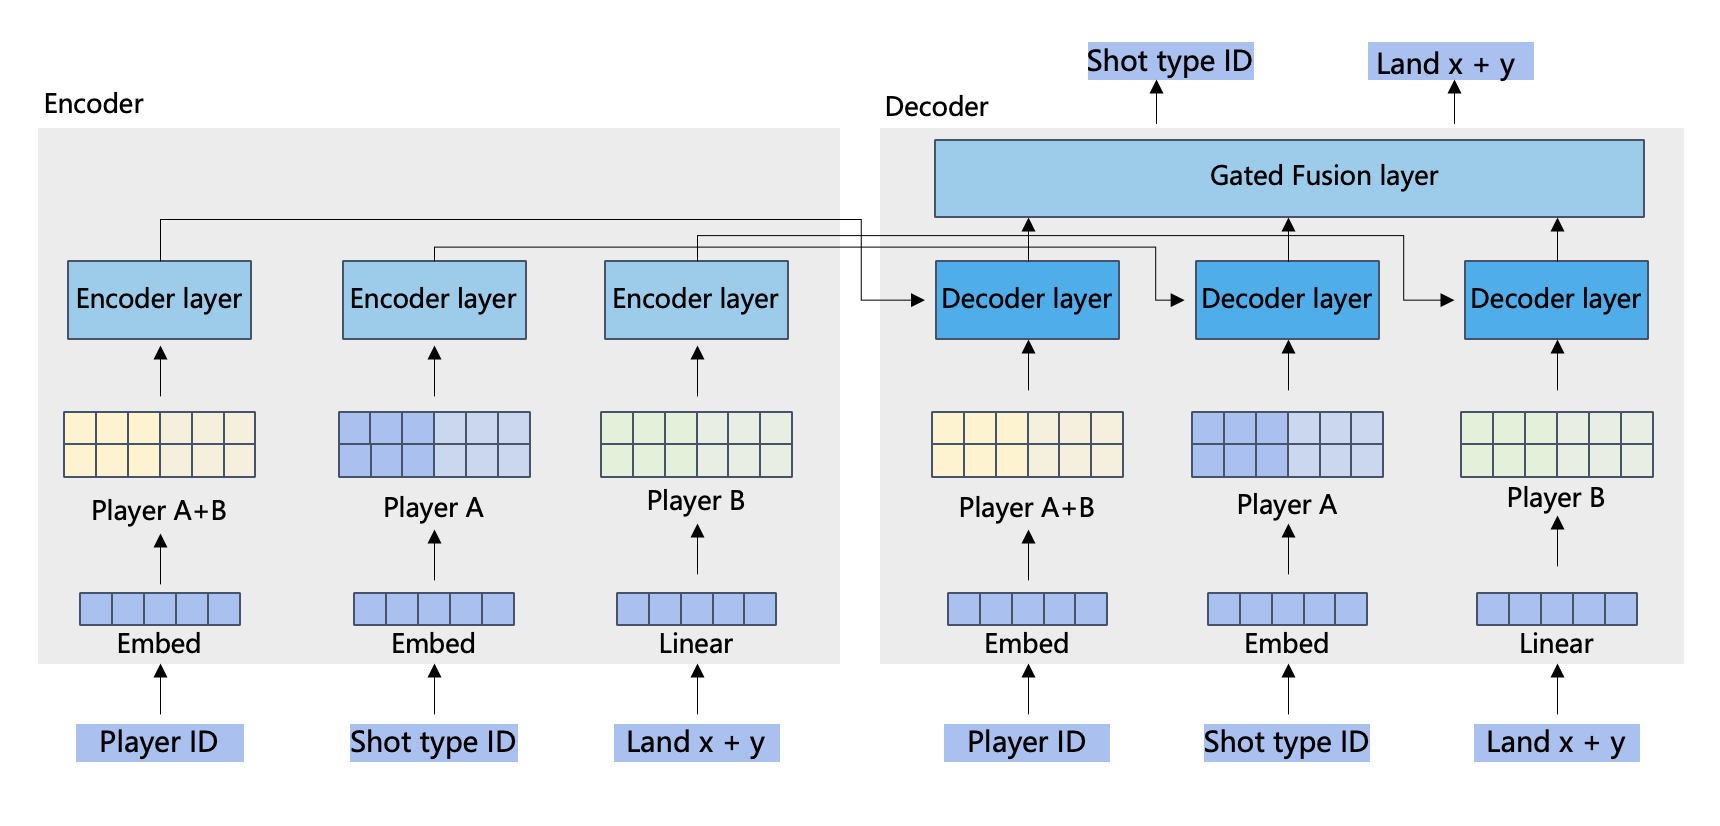 Shot type ID
Land x + y
Encoder
Decoder
Gated Fusion layer
Encoder layer
Encoder layer
Encoder layer
Decoder layer
Decoder layer
Decoder layer
Player A+B
Player A
Player B
Player A+B
Player A
Player B
Embed
Embed
Linear
Embed
Embed
Linear
Player ID
Shot type ID
Land x + y
Player ID
Shot type ID
Land x + y